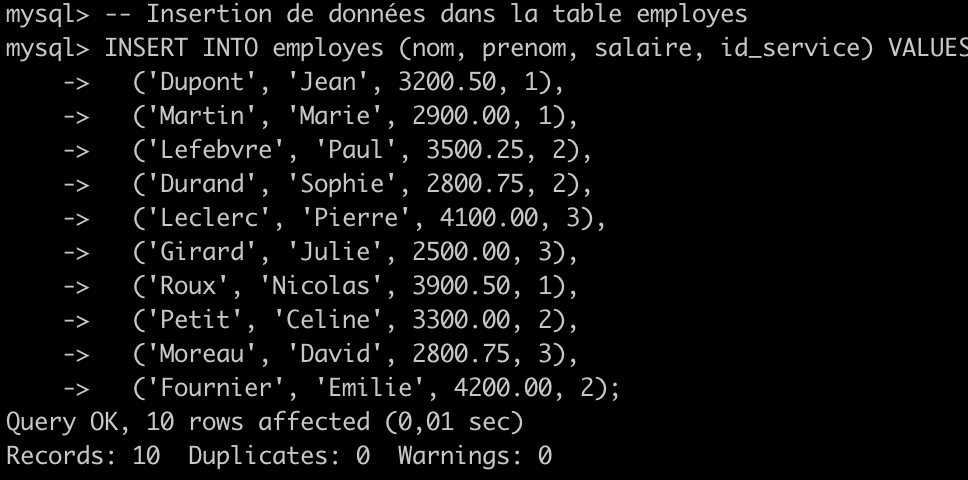 mysql> -- Insertion de données dans la table employes
mysql> INSERT INTO employes (nom, prenom, salaire, id_service) VALUES
    ->   ('Dupont', 'Jean', 3200.50, 1),
    ->   ('Martin', 'Marie', 2900.00, 1),
    ->   ('Lefebvre', 'Paul', 3500.25, 2),
    ->   ('Durand', 'Sophie', 2800.75, 2),
    ->   ('Leclerc', 'Pierre', 4100.00, 3),
    ->   ('Girard', 'Julie', 2500.00, 3),
    ->   ('Roux', 'Nicolas', 3900.50, 1),
    ->   ('Petit', 'Celine', 3300.00, 2),
    ->   ('Moreau', 'David', 2800.75, 3),
    ->   ('Fournier', 'Emilie', 4200.00, 2);
Query OK, 10 rows affected (0,01 sec)
Records: 10  Duplicates: 0  Warnings: 0